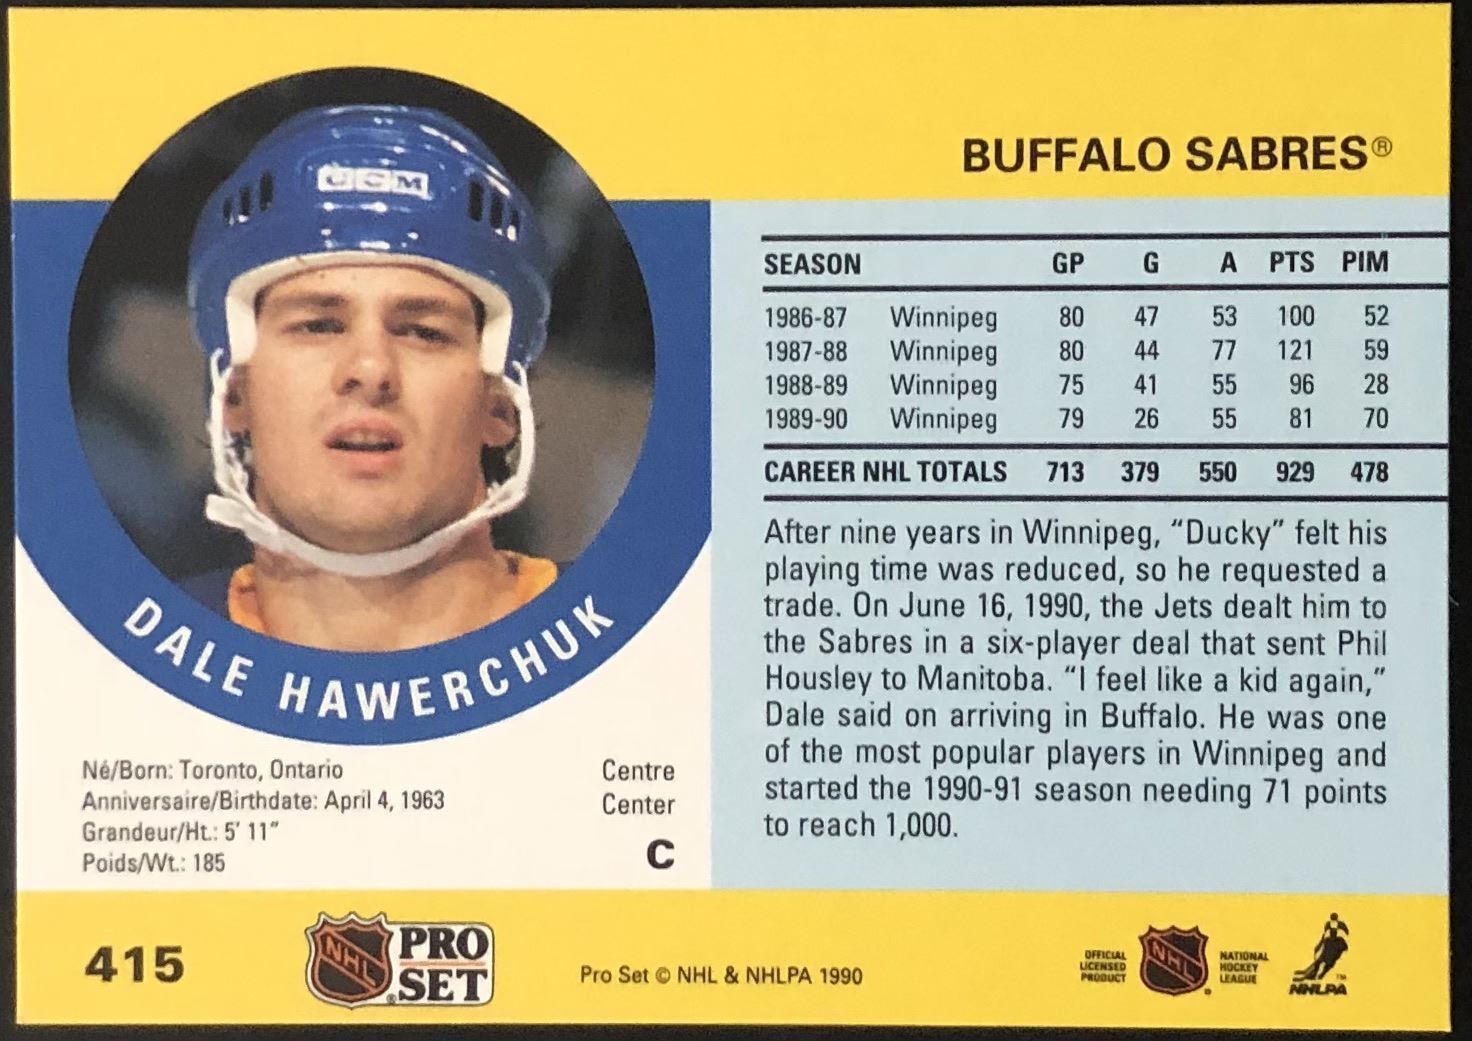 CCM
BUFFALO SABRES®
SEASON GP G A PTS PIM
1986-87 Winnipeg 80 47 53 100 52
1987-88 Winnipeg 80 44 77 121 59
1988-89 Winnipeg 75 41 55 96 28
1989-90 Winnipeg 79 26 55 81 70
CAREER NHL TOTALS 713 379 550 929 478
After nine years in Winnipeg, “Ducky” felt his
playing time was reduced, so he requested a
trade. On June 16, 1990, the Jets dealt him to
the Sabres in a six-player deal that sent Phil
Housley to Manitoba. “I feel like a kid again,”
Dale said on arriving in Buffalo. He was one
of the most popular players in Winnipeg and
started the 1990-91 season needing 71 points
to reach 1,000.
DALE HAWERCHUK
Né/Born: Toronto, Ontario
Anniversaire/Birthdate: April 4, 1963
Grandeur/Ht.: 5' 11"
Poids/Wt.: 185
Centre
Center
C
415
NHL
PRO
SET®
Pro Set © NHL & NHLPA 1990
OFFICIAL
LICENSED
PRODUCT
NHL
NATIONAL
HOCKEY
LEAGUE
NHLPA™